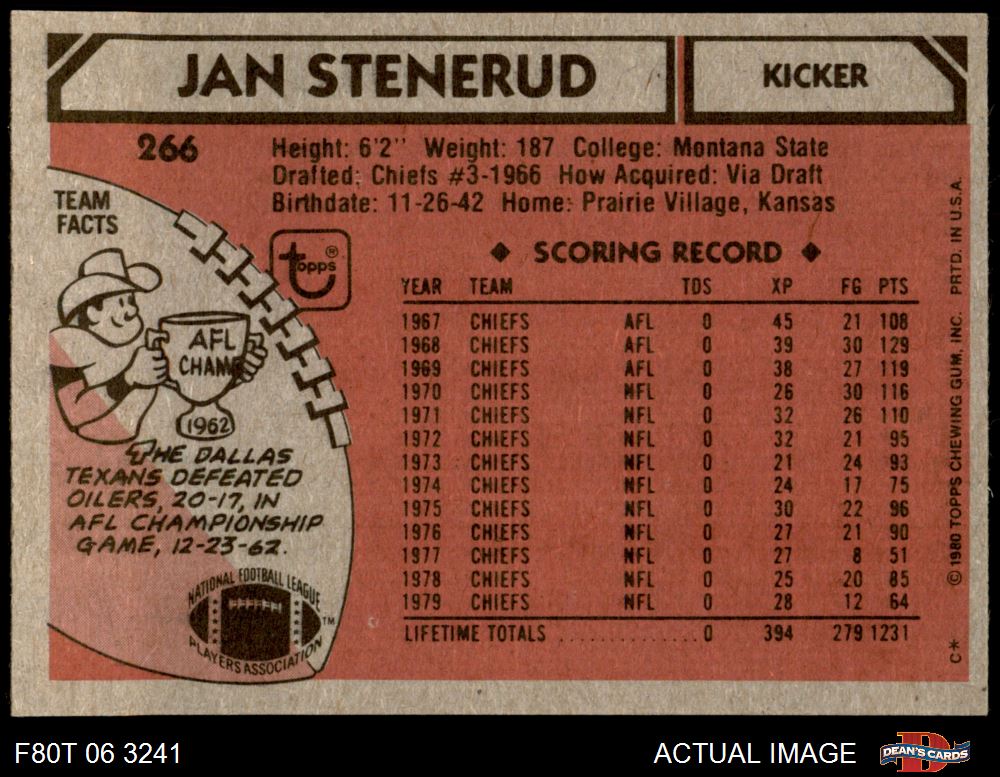 JAN STENERUD
KICKER
266
Height: 6'2" Weight: 187 College: Montana State
Drafted: Chiefs #3-1966 How Acquired: Via Draft
Birthdate: 11-26-42 Home: Prairie Village, Kansas
TEAM
FACTS
topps®
AFL
CHAMP
1962
THE DALLAS
TEXANS DEFEATED
OILERS, 20-17, IN
AFL CHAMPIONSHIP
GAME, 12-23-62.
NATIONAL FOOTBALL LEAGUE
PLAYERS ASSOCIATION
TM
◆ SCORING RECORD ◆
YEAR TEAM TDS XP FG PTS
1967 CHIEFS AFL 0 45 21 108
1968 CHIEFS AFL 0 39 30 129
1969 CHIEFS AFL 0 38 27 119
1970 CHIEFS NFL 0 26 30 116
1971 CHIEFS NFL 0 32 26 110
1972 CHIEFS NFL 0 32 21 95
1973 CHIEFS NFL 0 21 24 93
1974 CHIEFS NFL 0 24 17 75
1975 CHIEFS NFL 0 30 22 96
1976 CHIEFS NFL 0 27 21 90
1977 CHIEFS NFL 0 27 8 51
1978 CHIEFS NFL 0 25 20 85
1979 CHIEFS NFL 0 28 12 64
LIFETIME TOTALS ............. 0 394 279 1231
C* © 1980 TOPPS CHEWING GUM, INC. PRTD. IN U.S.A.
F80T 06 3241
ACTUAL IMAGE
DEAN'S CARDS